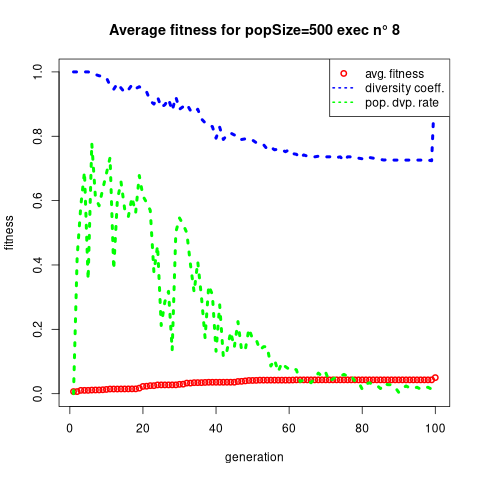 Average fitness for popSize=500 exec n° 8
avg. fitness
diversity coeff.
pop. dvp. rate
fitness
1.0
0.8
0.6
0.4
0.2
0.0
0 20 40 60 80 100
generation